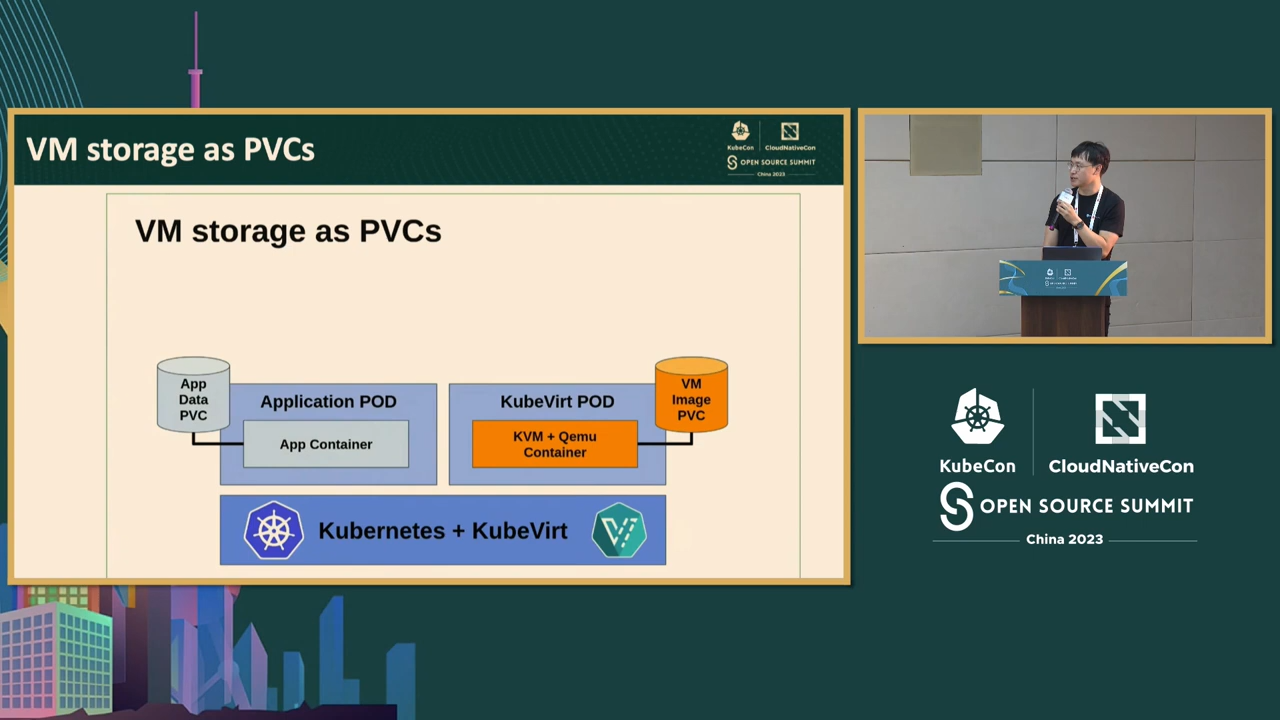 VM storage as PVCs
KubeCon
CloudNativeCon
OPEN SOURCE SUMMIT
China 2023
VM storage as PVCs
App
Data
PVC
Application POD
App Container
KubeVirt POD
KVM + Qemu
Container
VM
Image
PVC
Kubernetes + KubeVirt
KubeCon
CloudNativeCon
OPEN SOURCE SUMMIT
China 2023